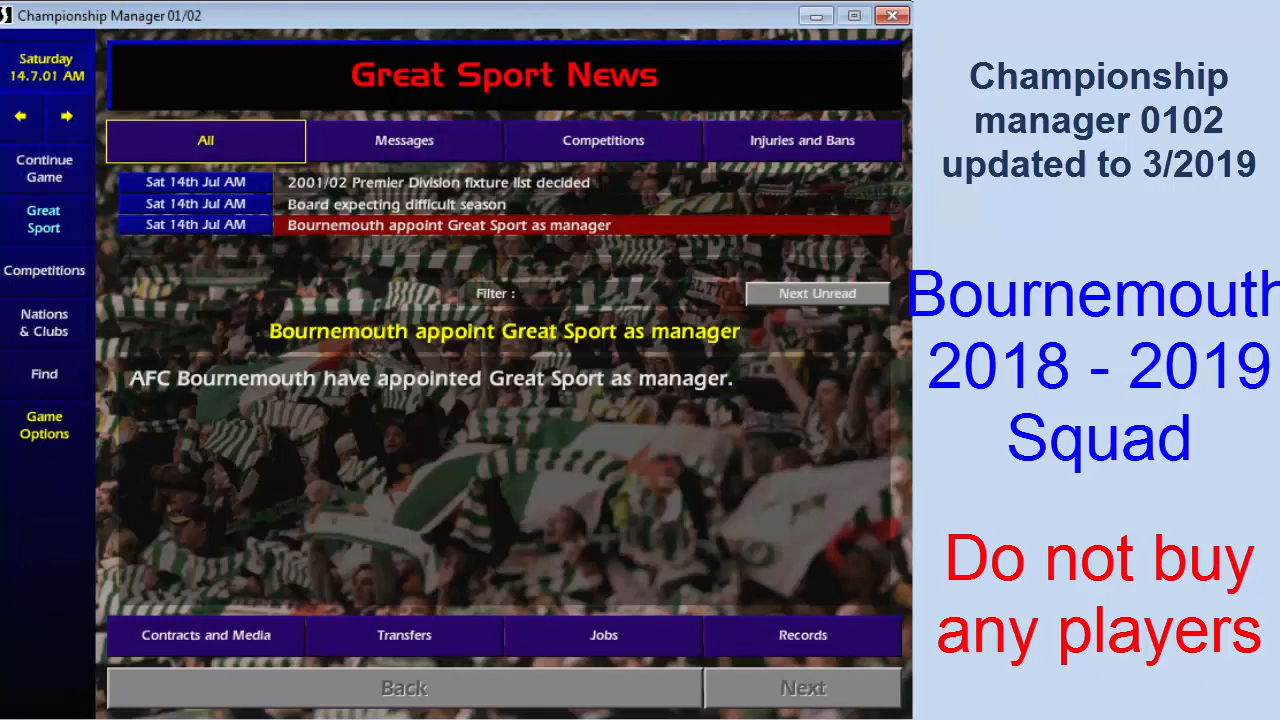 Championship Manager 01/02
Saturday
14.7.01 AM
Continue
Game
Great
Sport
Competitions
Nations
& Clubs
Find
Game
Options
Great Sport News
All
Messages
Competitions
Injuries and Bans
Sat 14th Jul AM 2001/02 Premier Division fixture list decided
Sat 14th Jul AM Board expecting difficult season
Sat 14th Jul AM Bournemouth appoint Great Sport as manager
Filter :
Next Unread
Bournemouth appoint Great Sport as manager
AFC Bournemouth have appointed Great Sport as manager.
Contracts and Media
Transfers
Jobs
Records
Back
Next
Championship
manager 0102
updated to 3/2019
Bournemouth
2018 - 2019
Squad
Do not buy
any players